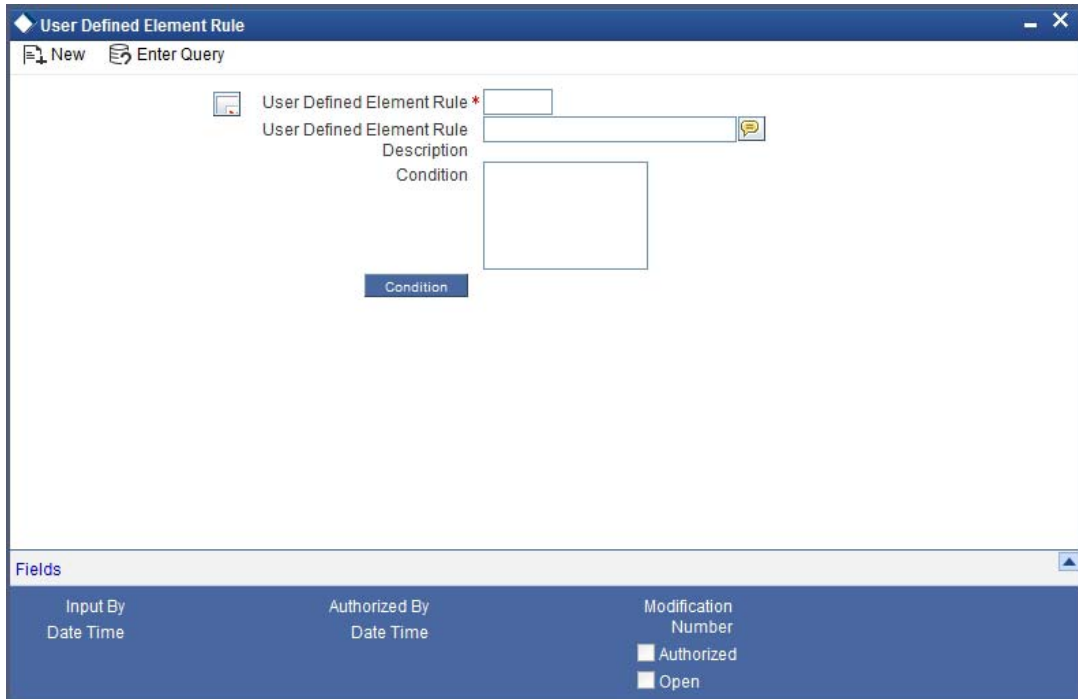 User Defined Element Rule
New Enter Query
User Defined Element Rule *
User Defined Element Rule
Description
Condition
Condition
Fields
Input By Authorized By Modification
Date Time Date Time Number
Authorized
Open